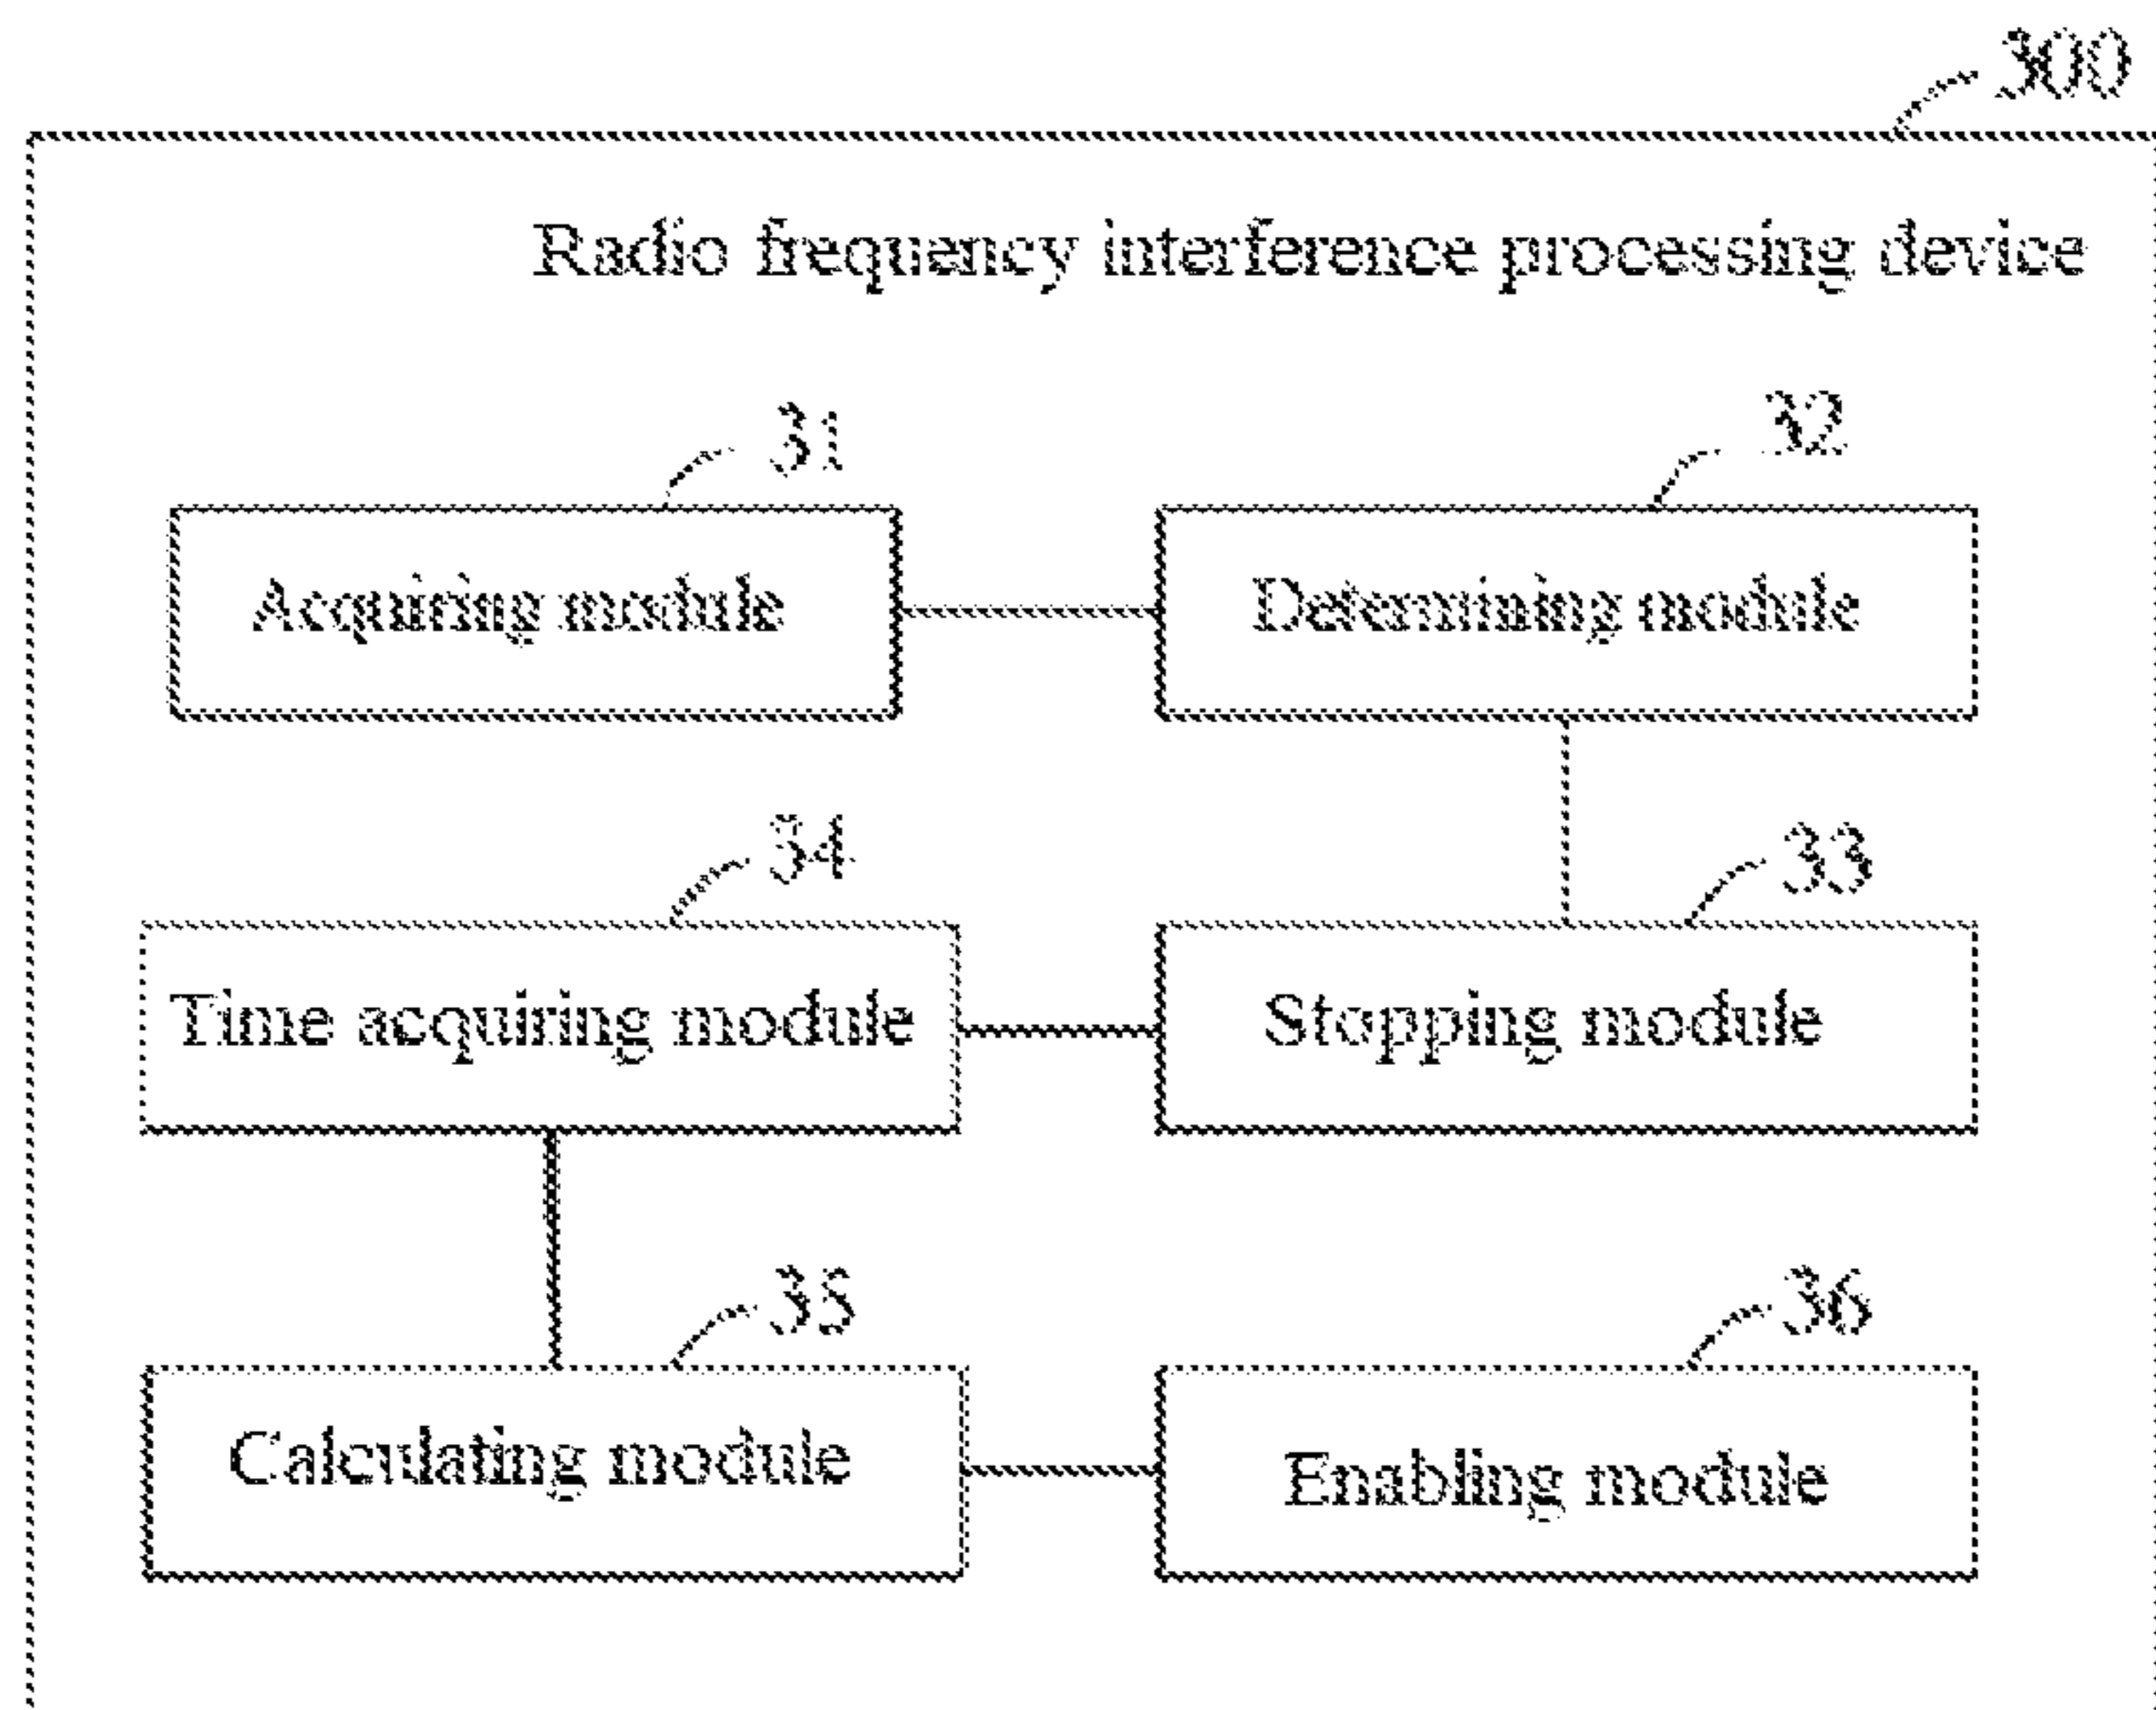 300
Radio frequency interference processing device
31
32
Acquiring module
Determining module
34
33
Time acquiring module
Stopping module
35
36
Calculating module
Enabling module